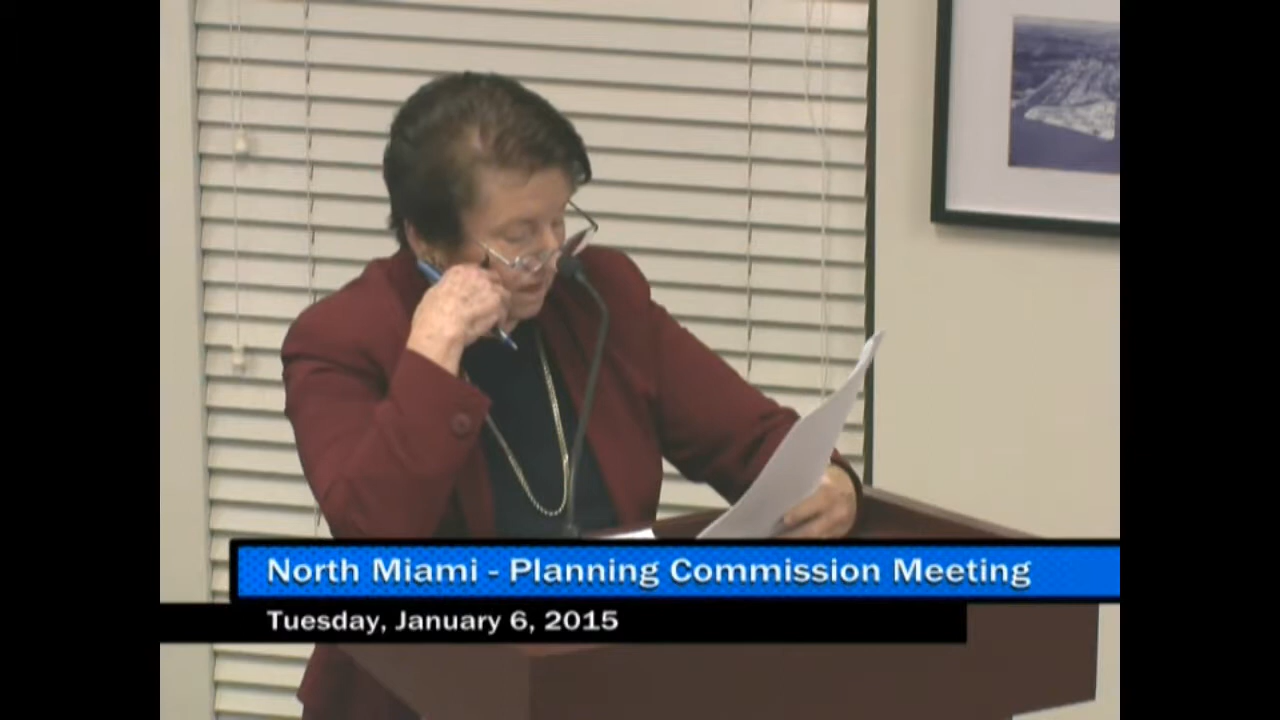 North Miami - Planning Commission Meeting
Tuesday, January 6, 2015